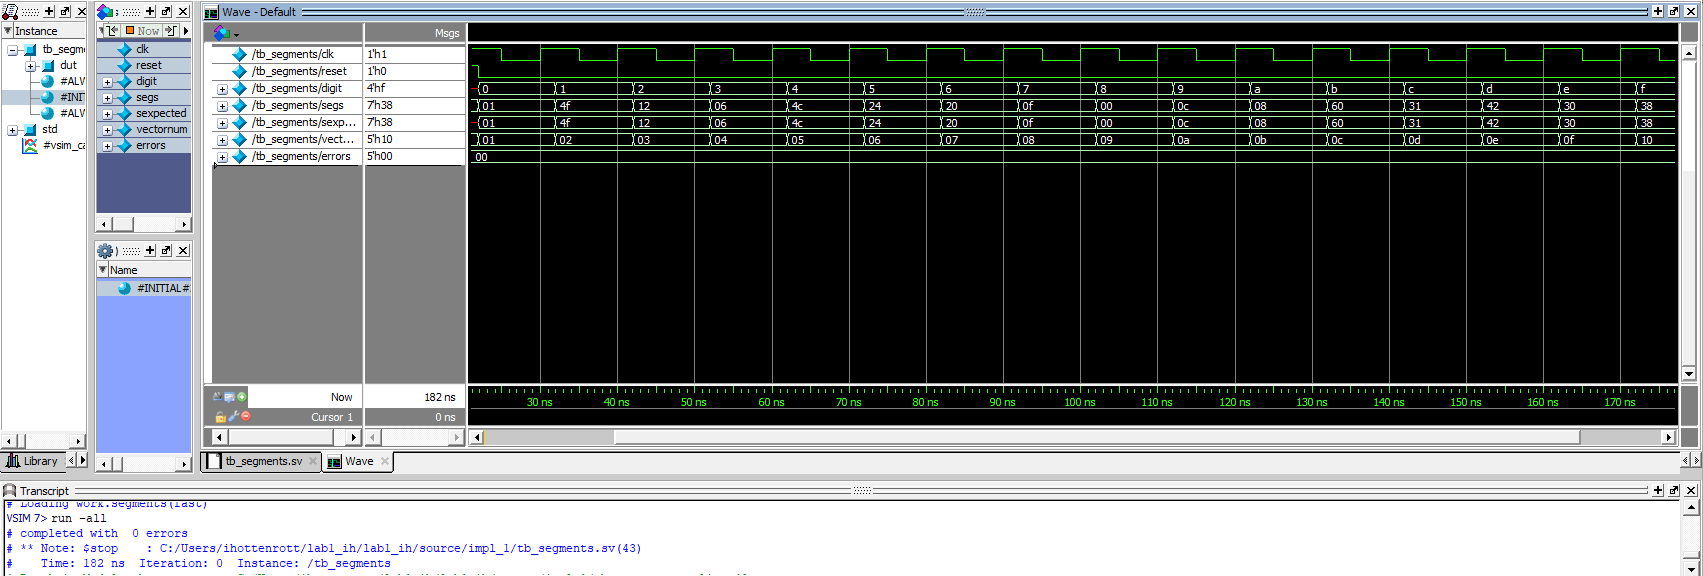 Wave - Default
Now
Msgs
Instance
tb_segm
dut
#ALW
#INIT
#ALW
std
#vsim_ca
clk
reset
digit
segs
sexpected
vectornum
errors
Name
#INITIAL#
/tb_segments/clk 1'h1
/tb_segments/reset 1'h0
/tb_segments/digit 4'hf 0 1 2 3 4 5 6 7 8 9 a b c d e f
/tb_segments/segs 7'h38 01 4f 12 06 4c 24 20 0f 00 0c 08 60 31 42 30 38
/tb_segments/sexp... 7'h38 01 4f 12 06 4c 24 20 0f 00 0c 08 60 31 42 30 38
/tb_segments/vect... 5'h10 01 02 03 04 05 06 07 08 09 0a 0b 0c 0d 0e 0f 10
/tb_segments/errors 5'h00 00
Now 182 ns
Cursor 1 0 ns
30 ns 40 ns 50 ns 60 ns 70 ns 80 ns 90 ns 100 ns 110 ns 120 ns 130 ns 140 ns 150 ns 160 ns 170 ns
Library
tb_segments.sv
Wave
Transcript
# Loading work.segments(fast)
VSIM 7> run -all
# completed with 0 errors
# ** Note: $stop : C:/Users/ihottenrott/lab1_ih/lab1_ih/source/impl_1/tb_segments.sv(43)
# Time: 182 ns Iteration: 0 Instance: /tb_segments